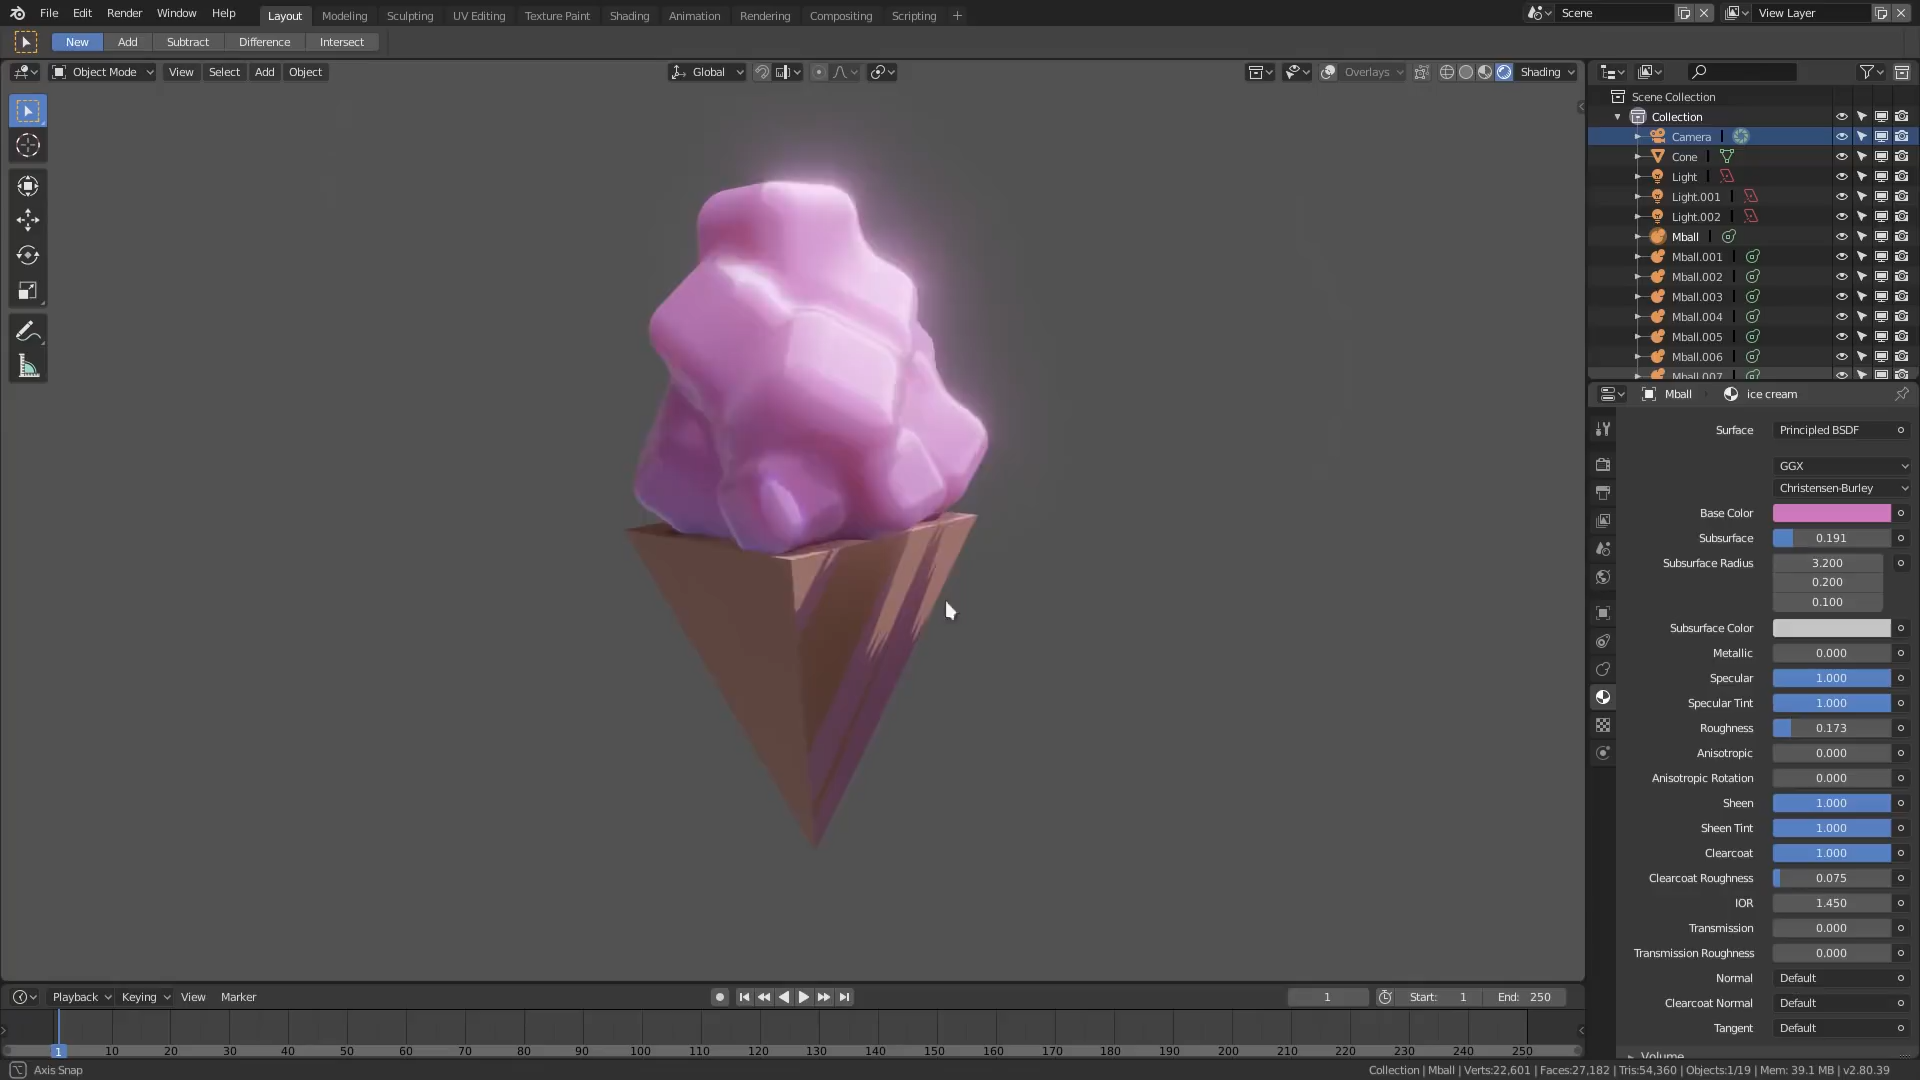 File Edit Render Window Help Layout Modeling Sculpting UV Editing Texture Paint Shading Animation Rendering Compositing Scripting + Scene View Layer
New Add Subtract Difference Intersect
Object Mode View Select Add Object Global Overlays Shading
Scene Collection
Collection
Camera
Cone
Light
Light.001
Light.002
Mball
Mball.001
Mball.002
Mball.003
Mball.004
Mball.005
Mball.006
Mball.007
Mball ice cream
Surface Principled BSDF
GGX
Christensen-Burley
Base Color
Subsurface 0.191
Subsurface Radius 3.200
0.200
0.100
Subsurface Color
Metallic 0.000
Specular 1.000
Specular Tint 1.000
Roughness 0.173
Anisotropic 0.000
Anisotropic Rotation 0.000
Sheen 1.000
Sheen Tint 1.000
Clearcoat 1.000
Clearcoat Roughness 0.075
IOR 1.450
Transmission 0.000
Transmission Roughness 0.000
Normal Default
Clearcoat Normal Default
Tangent Default
Volume
Playback Keying View Marker 1 Start: 1 End: 250
1 10 20 30 40 50 60 70 80 90 100 110 120 130 140 150 160 170 180 190 200 210 220 230 240 250
Axis Snap Collection | Mball | Verts:22,601 | Faces:27,182 | Tris:54,360 | Objects:1/19 | Mem: 39.1 MB | v2.80.39